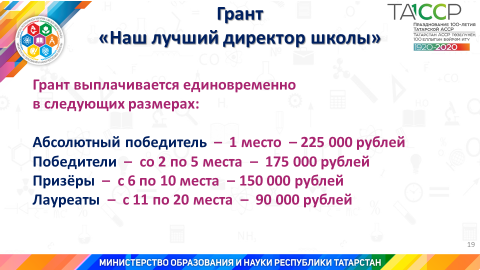 Грант
«Наш лучший директор школы»
ТАССР
ПРАЗДНОВАНИЕ 100-ЛЕТИЯ
ТАТАРСКОЙ АССР
1920-2020
Грант выплачивается единовременно
в следующих размерах:
Абсолютный победитель – 1 место – 225 000 рублей
Победители – со 2 по 5 места – 175 000 рублей
Призёры – с 6 по 10 места – 150 000 рублей
Лауреаты – с 11 по 20 места – 90 000 рублей
19
МИНИСТЕРСТВО ОБРАЗОВАНИЯ И НАУКИ РЕСПУБЛИКИ ТАТАРСТАН